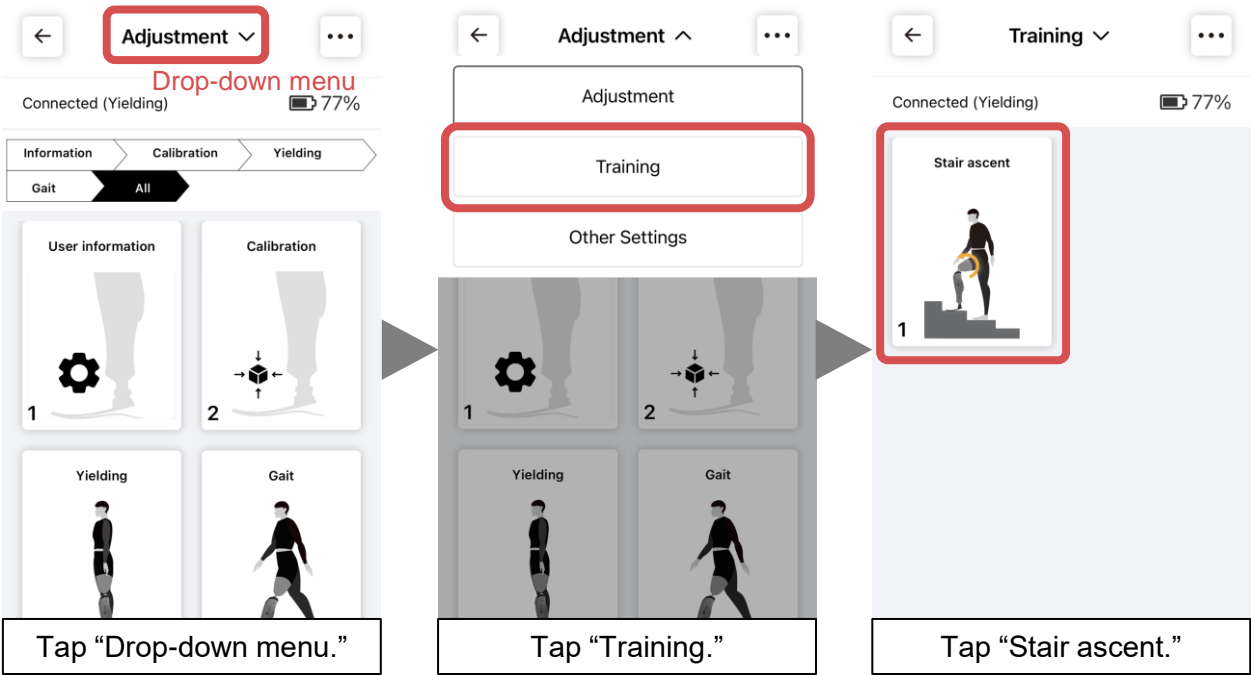 Adjustment
Drop-down menu
Connected (Yielding)
77%
Information
Calibration
Yielding
Gait
All
User information
1
Calibration
2
Yielding
Gait
Tap “Drop-down menu.”
Adjustment
Adjustment
Training
Other Settings
1
2
Yielding
Gait
Tap “Training.”
Training
Connected (Yielding)
77%
Stair ascent
1
Tap “Stair ascent.”